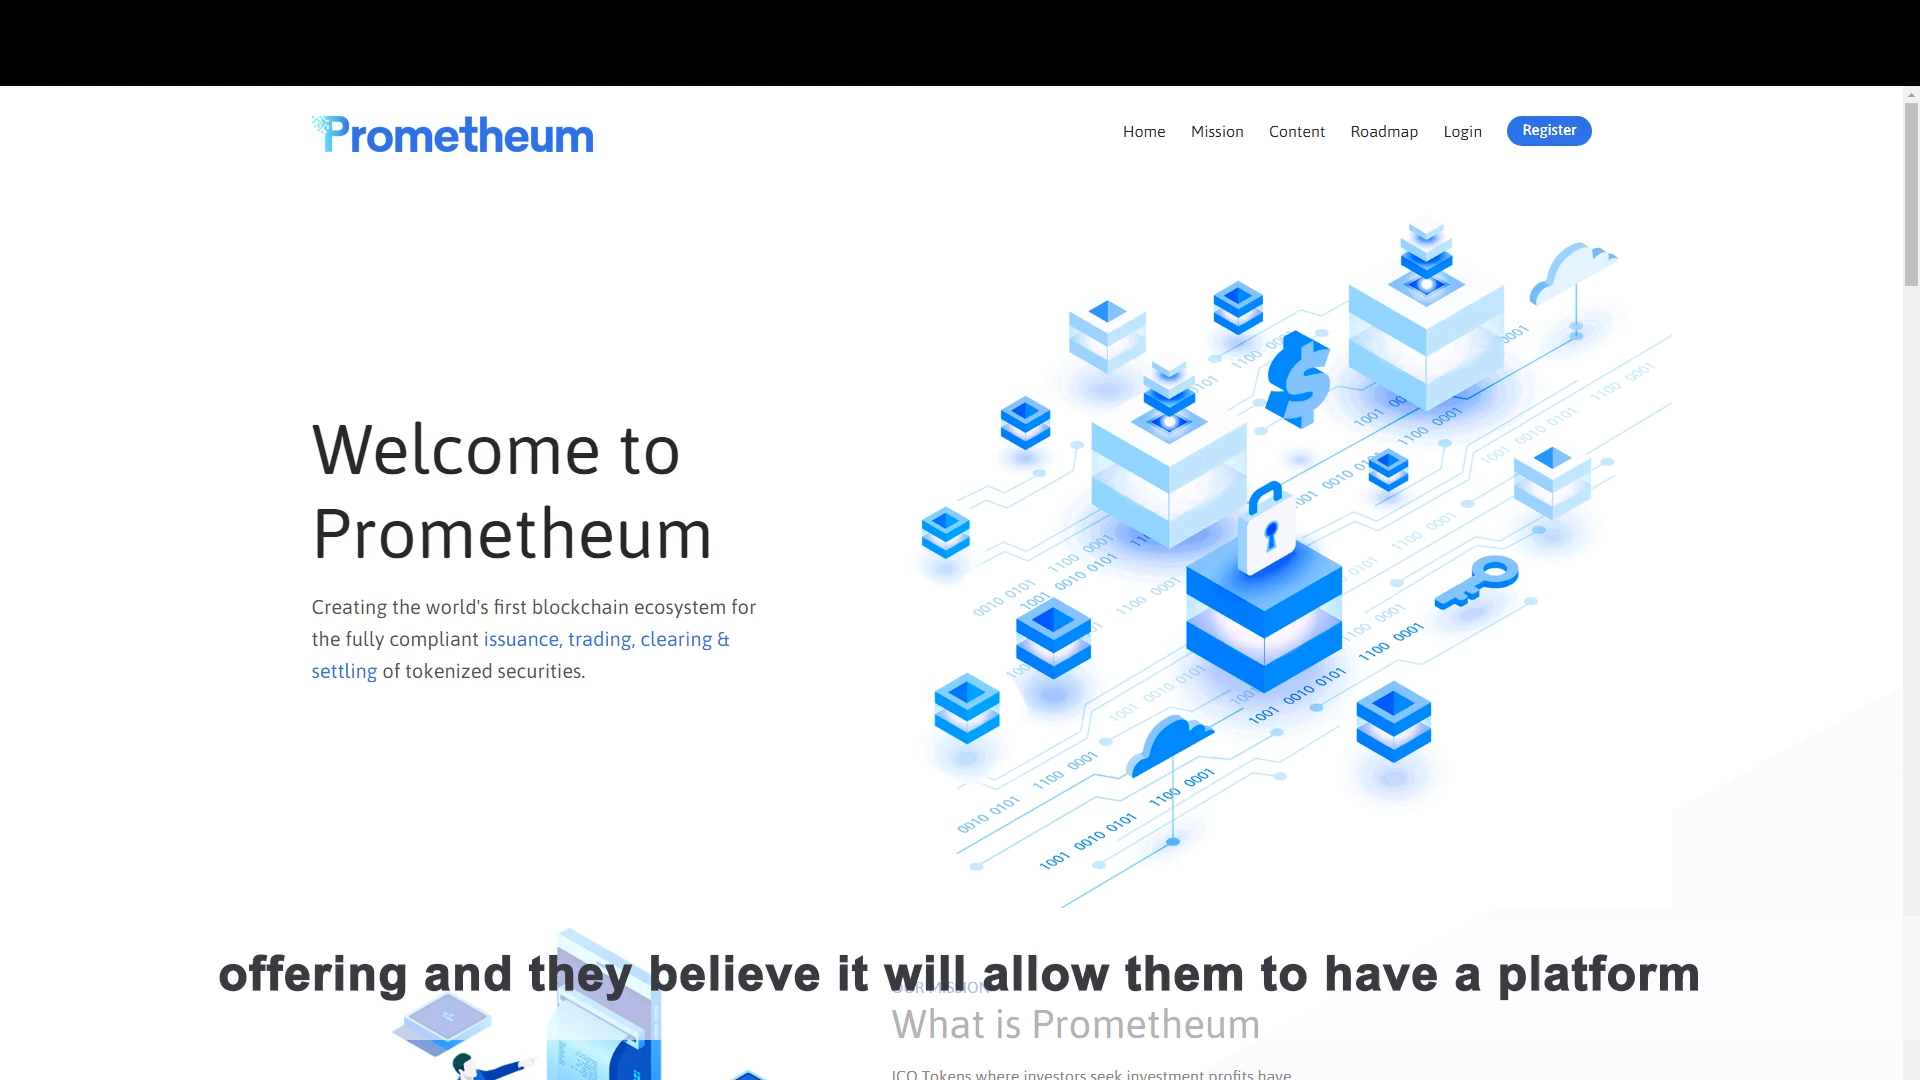 Prometheum
Home Mission Content Roadmap Login Register
Welcome to
Prometheum
Creating the world's first blockchain ecosystem for
the fully compliant issuance, trading, clearing &
settling of tokenized securities.
offering and they believe it will allow them to have a platform
OUR MISSION
What is Prometheum
ICO Tokens where investors seek investment profits have